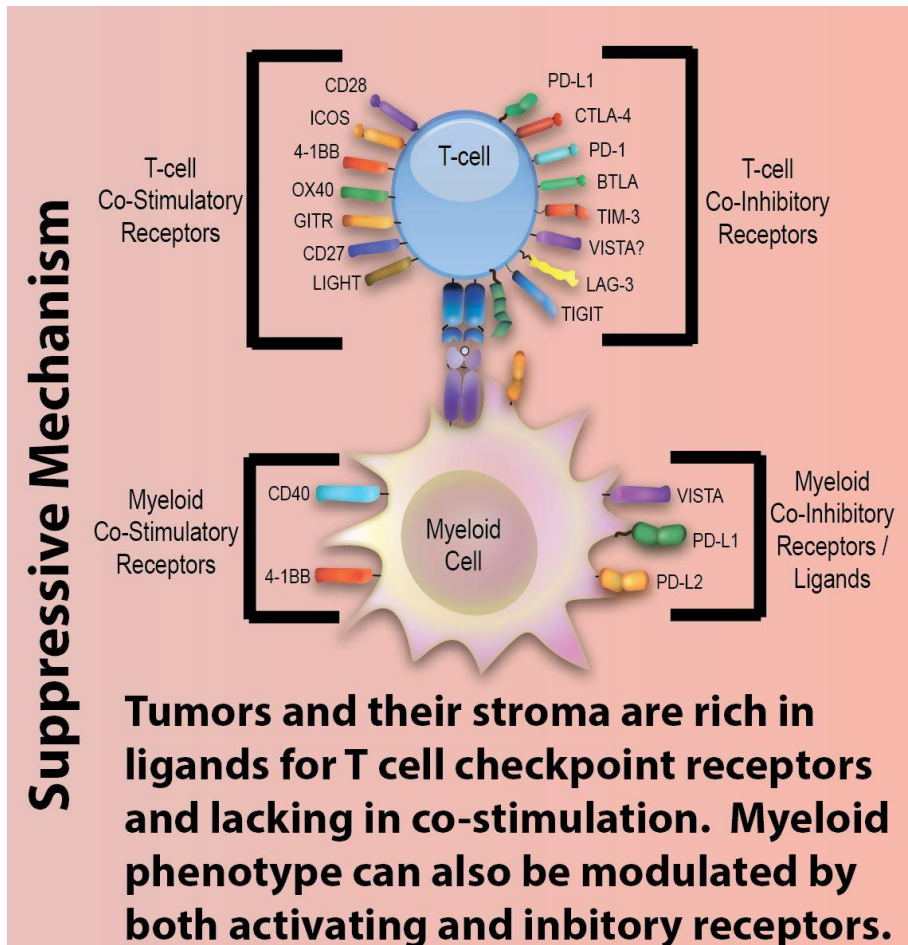 Suppressive Mechanism
T-cell
Co-Stimulatory
Receptors
CD28
ICOS
4-1BB
OX40
GITR
CD27
LIGHT
T-cell
PD-L1
CTLA-4
PD-1
BTLA
TIM-3
VISTA?
LAG-3
TIGIT
T-cell
Co-Inhibitory
Receptors
Myeloid
Co-Stimulatory
Receptors
CD40
4-1BB
Myeloid
Cell
VISTA
PD-L1
PD-L2
Myeloid
Co-Inhibitory
Receptors /
Ligands
Tumors and their stroma are rich in
ligands for T cell checkpoint receptors
and lacking in co-stimulation.  Myeloid
phenotype can also be modulated by
both activating and inbitory receptors.